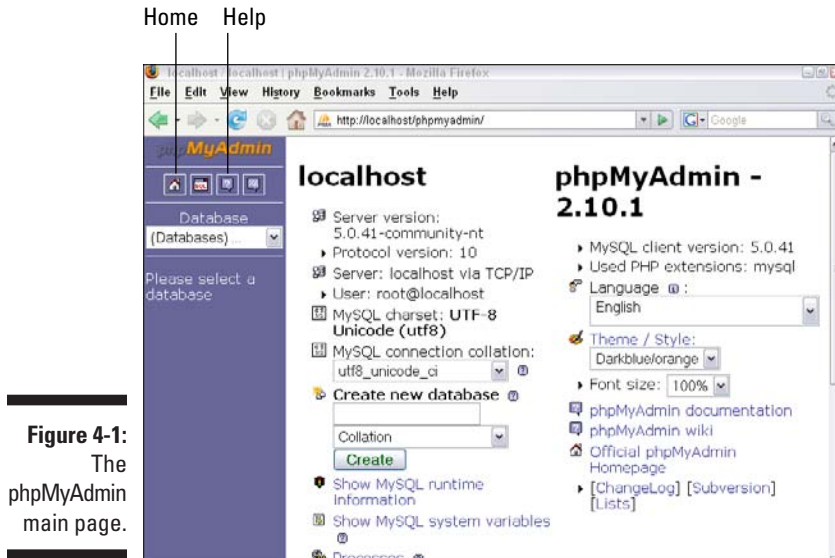 Home Help
localhost / localhost | phpMyAdmin 2.10.1 - Mozilla Firefox
File Edit View History Bookmarks Tools Help
http://localhost/phpmyadmin/
Google
phpMyAdmin
SQL
Database
(Databases) ...
Please select a
database
localhost
Server version:
5.0.41-community-nt
Protocol version: 10
Server: localhost via TCP/IP
User: root@localhost
MySQL charset: UTF-8
Unicode (utf8)
MySQL connection collation:
utf8_unicode_ci
Create new database
Collation
Create
Show MySQL runtime
information
Show MySQL system variables
Processes
phpMyAdmin -
2.10.1
MySQL client version: 5.0.41
Used PHP extensions: mysql
Language :
English
Theme / Style:
Darkblue/orange
Font size: 100%
phpMyAdmin documentation
phpMyAdmin wiki
Official phpMyAdmin
Homepage
[ChangeLog] [Subversion]
[Lists]
Figure 4-1:
The
phpMyAdmin
main page.